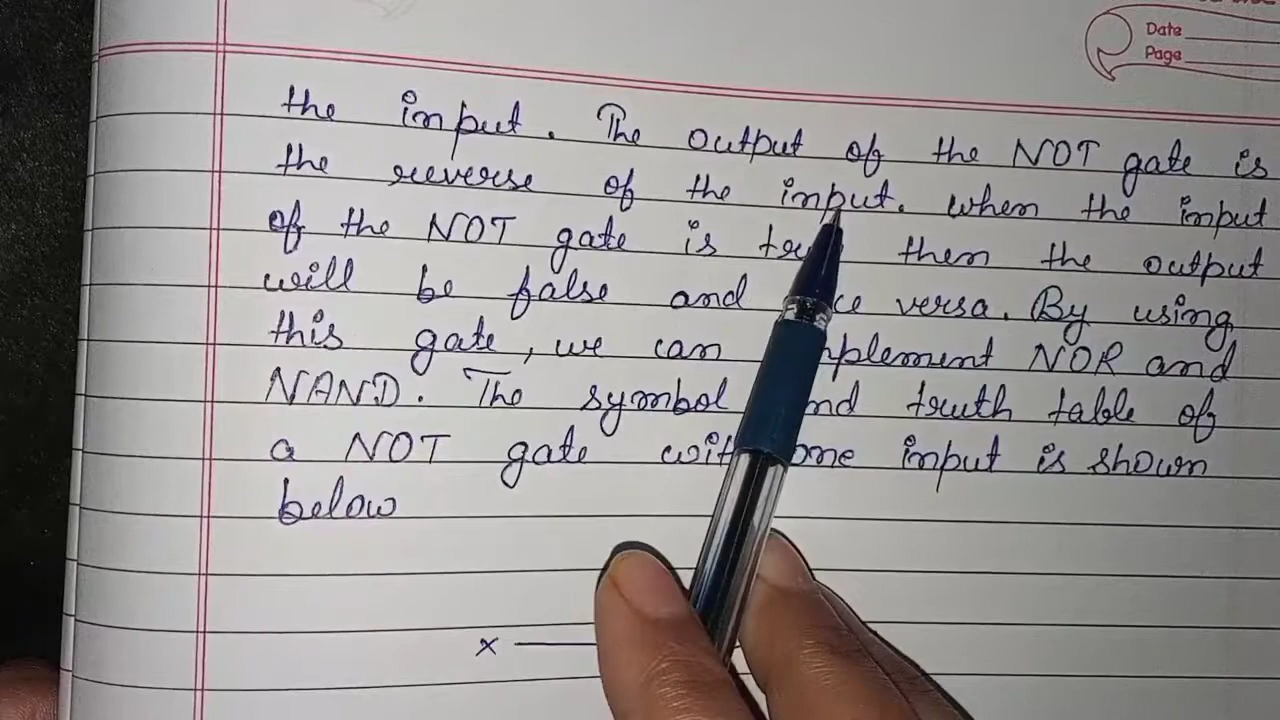 Date
Page
the input. The output of the NOT gate is
the reverse of the input. When the input
of the NOT gate is then the output
will be false and versa. By using
this gate, we can NOR and
NAND. The symbol truth table of
a NOT gate one input is shown
below
x